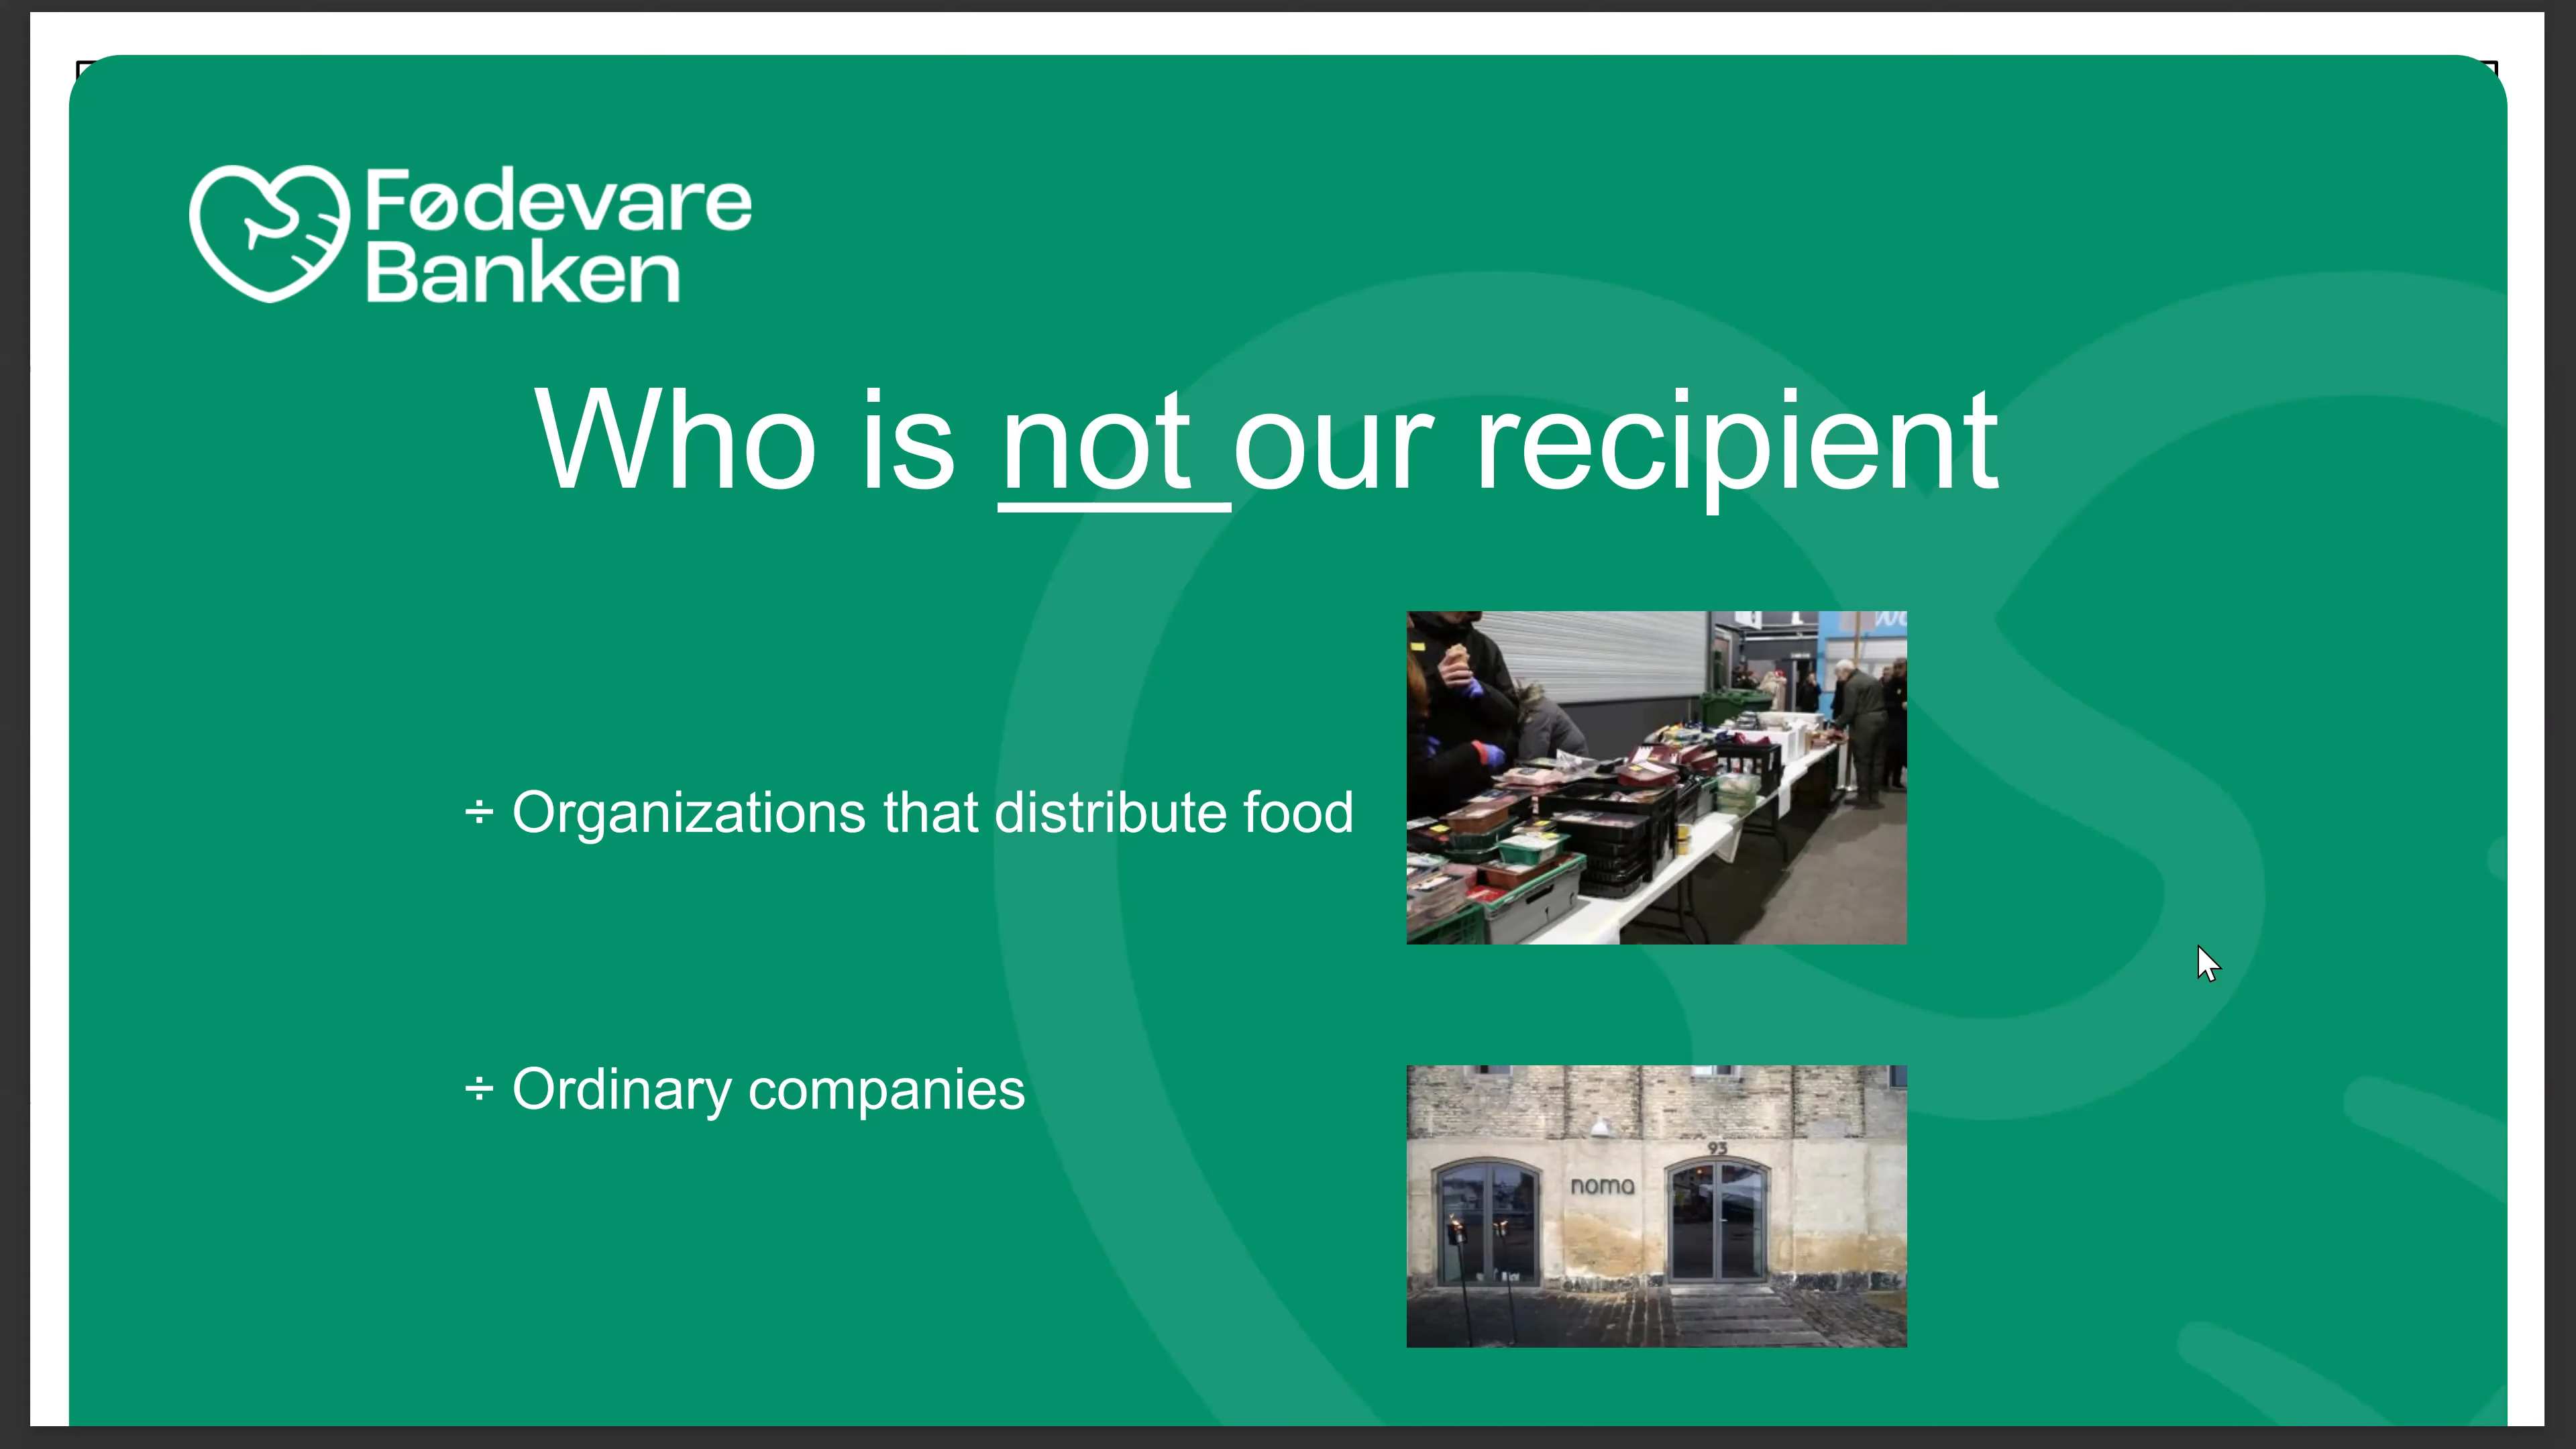 Fødevare
Banken
Who is not our recipient
÷ Organizations that distribute food
÷ Ordinary companies
93
noma